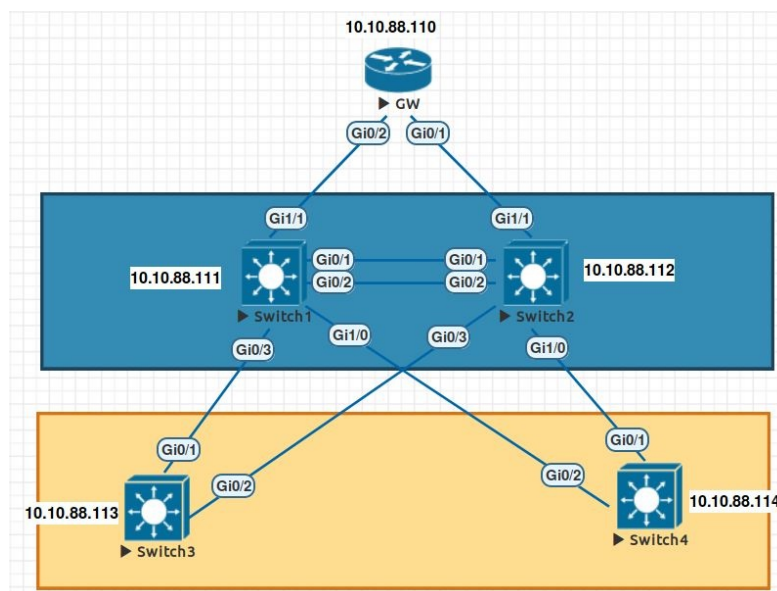 10.10.88.110
GW
Gi0/2 Gi0/1
Gi1/1 Gi1/1
10.10.88.111 Gi0/1 Gi0/1 10.10.88.112
Gi0/2 Gi0/2
Switch1 Switch2
Gi0/3 Gi1/0 Gi0/3 Gi1/0
Gi0/1 Gi0/1
Gi0/2 Gi0/2
10.10.88.113 10.10.88.114
Switch3 Switch4